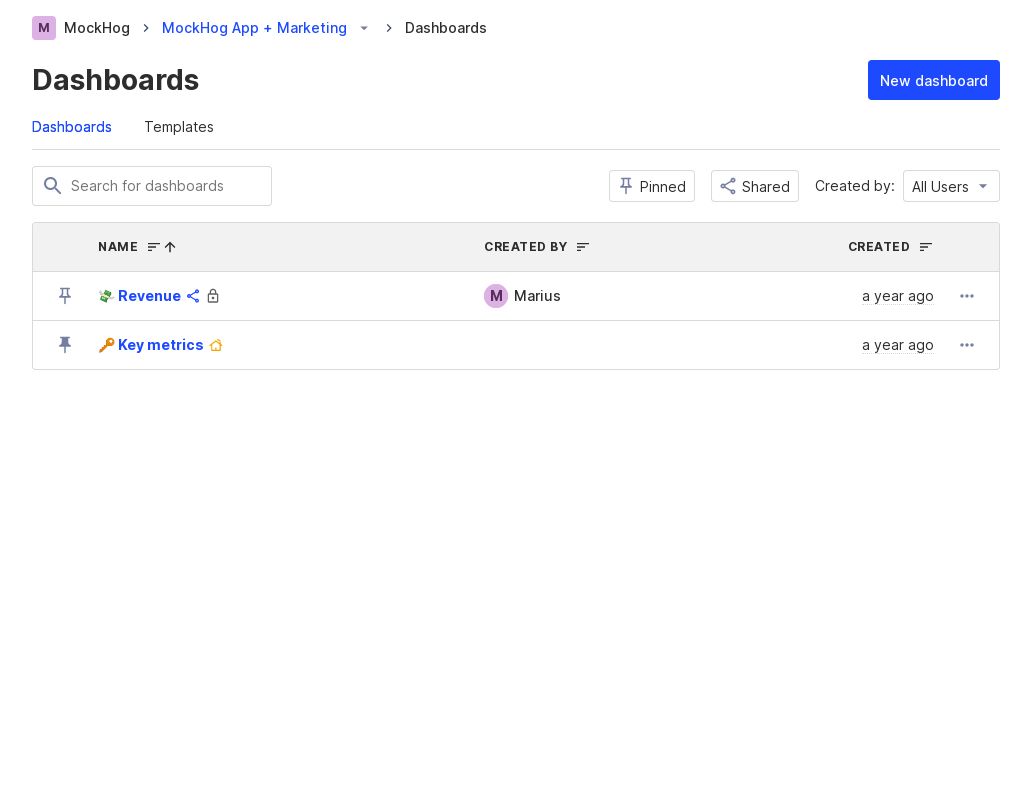 M MockHog MockHog App + Marketing Dashboards
Dashboards
New dashboard
Dashboards Templates
Search for dashboards Pinned Shared Created by: All Users
NAME CREATED BY CREATED
💸 Revenue M Marius a year ago
🔑 Key metrics a year ago